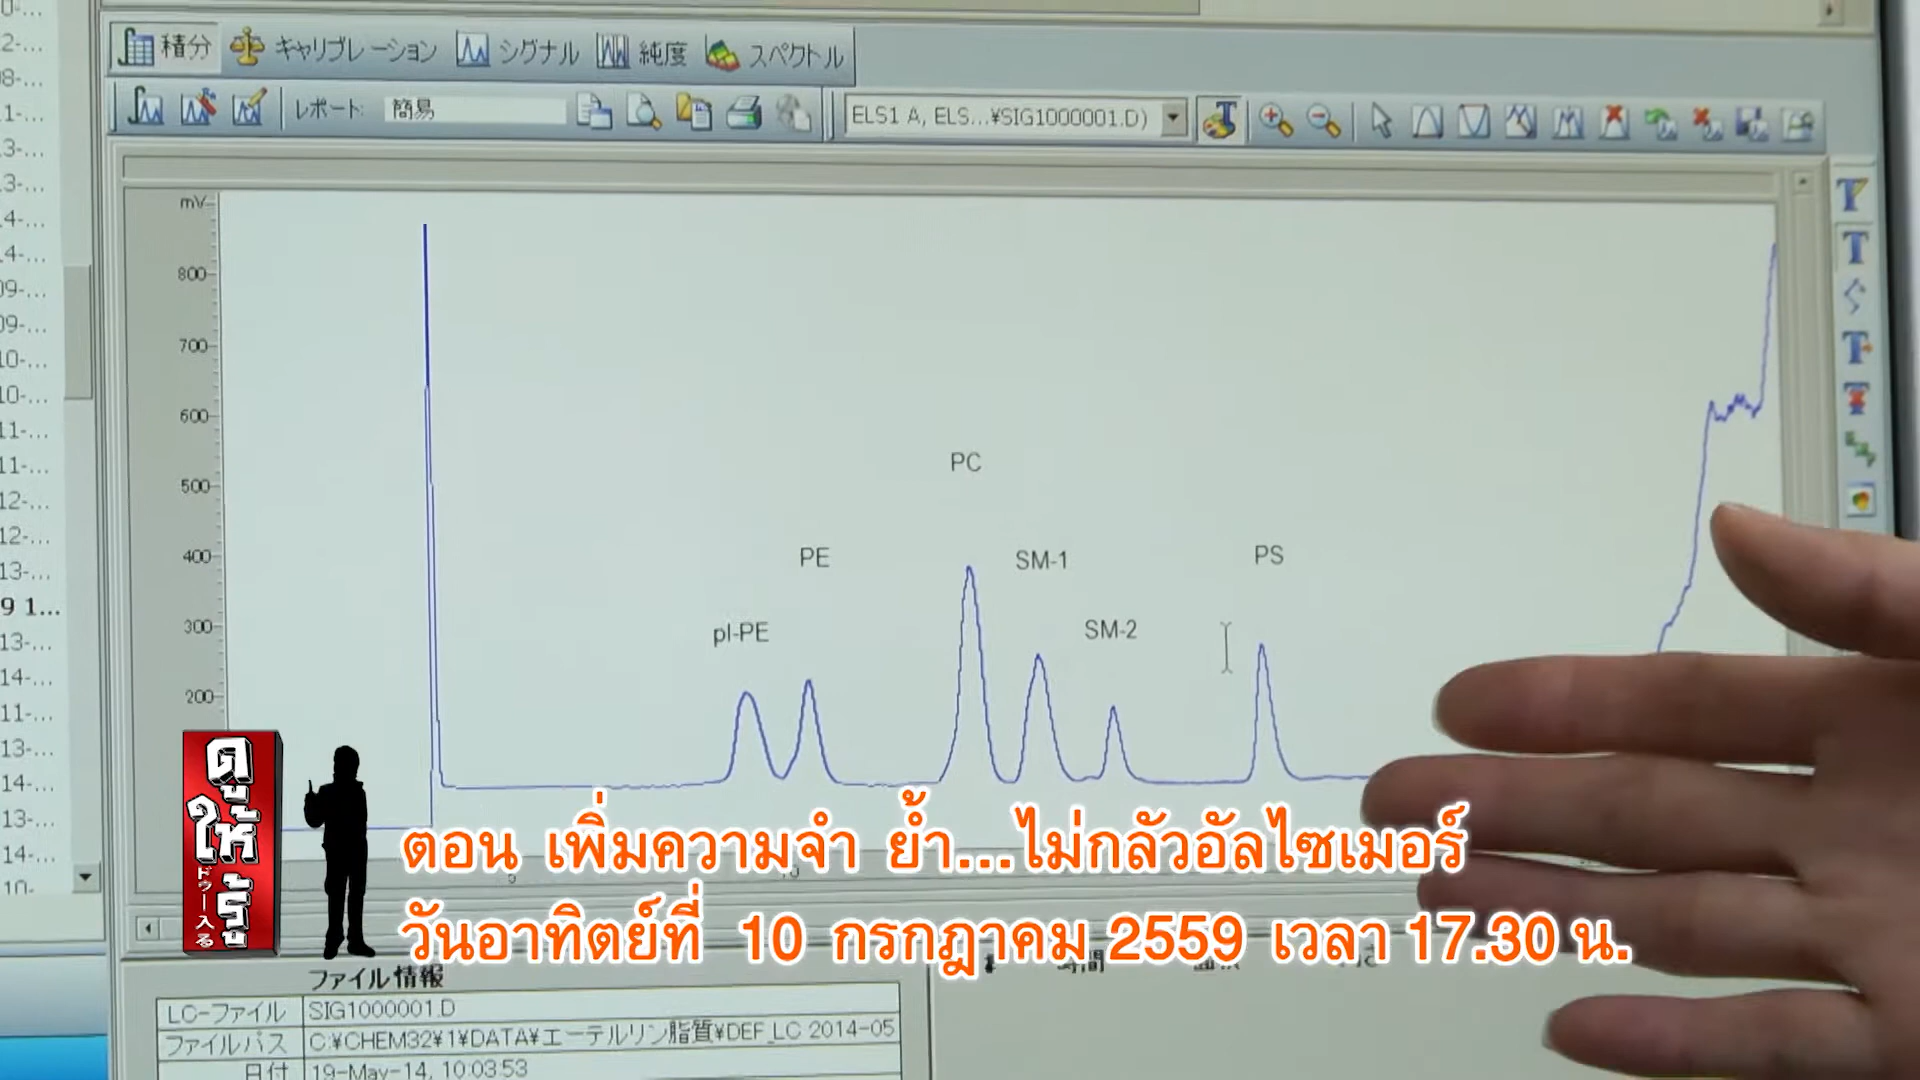 積分 キャリブレーション シグナル 純度 スペクトル
レポート: 簡易 ELS1 A, ELS...¥SIG1000001.D)
mV
800
700
600
500
400
300
200
PC
PE
SM-1
PS
pl-PE
SM-2
ดูให้รู้
ドゥー入る
ตอน เพิ่มความจำ ย้ำ...ไม่กลัวอัลไซเมอร์
วันอาทิตย์ที่ 10 กรกฎาคม 2559 เวลา 17.30 น.
ファイル情報
LC-ファイル SIG1000001.D
ファイルパス C:¥CHEM32¥1¥DATA¥エーテルリン脂質¥DEF_LC 2014-05
日付 19-May-14, 10:03:53